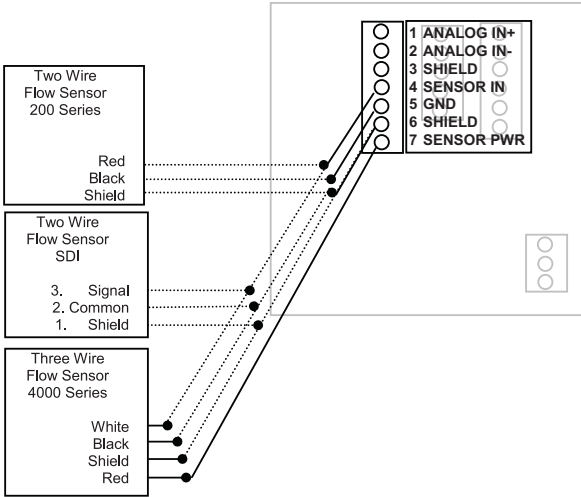 1 ANALOG IN+
2 ANALOG IN-
3 SHIELD
4 SENSOR IN
5 GND
6 SHIELD
7 SENSOR PWR
Two Wire
Flow Sensor
200 Series
Red
Black
Shield
Two Wire
Flow Sensor
SDI
3. Signal
2. Common
1. Shield
Three Wire
Flow Sensor
4000 Series
White
Black
Shield
Red